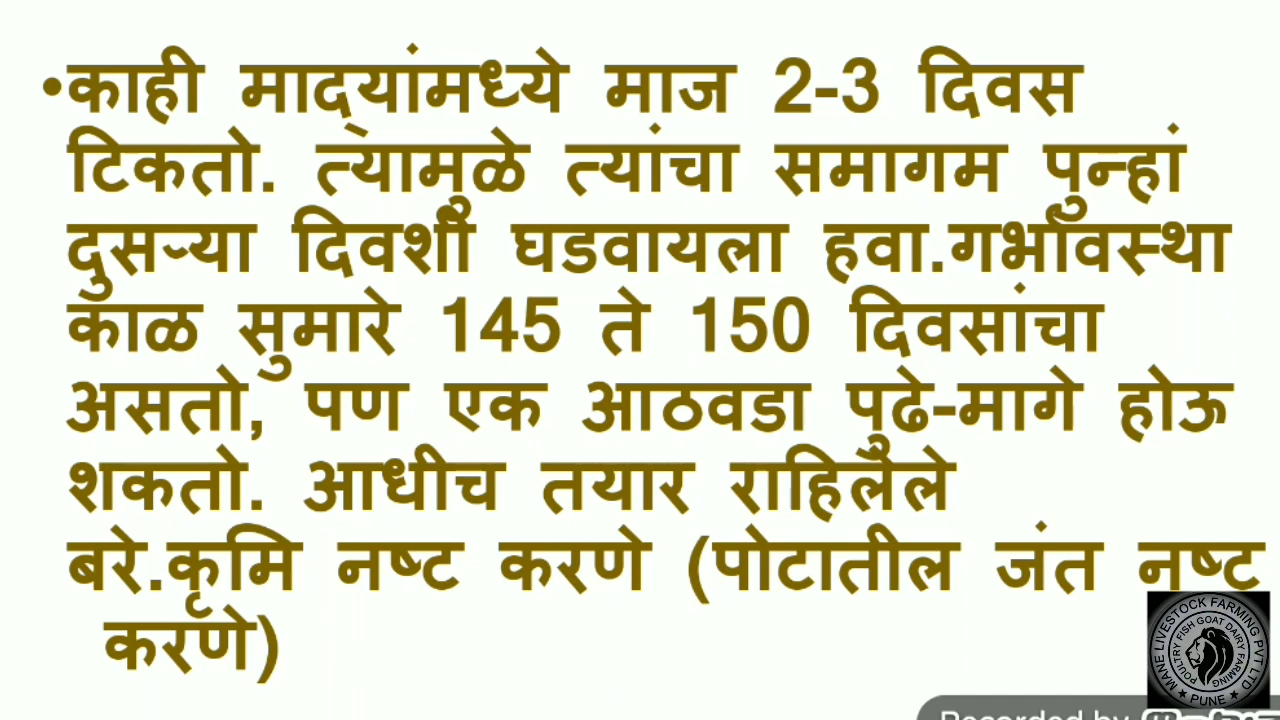 •काही माद्यांमध्ये माज 2-3 दिवस
टिकतो. त्यामुळे त्यांचा समागम पुन्हां
दुसऱ्या दिवशी घडवायला हवा.गर्भावस्था
काळ सुमारे 145 ते 150 दिवसांचा
असतो, पण एक आठवडा पुढे-मागे होऊ
शकतो. आधीच तयार राहिलेले
बरे.कृमि नष्ट करणे (पोटातील जंत नष्ट
करणे)
MANE LIVESTOCK FARMING PVT LTD
POULTRY FISH GOAT DAIRY FARMING
★ PUNE ★
Recorded by